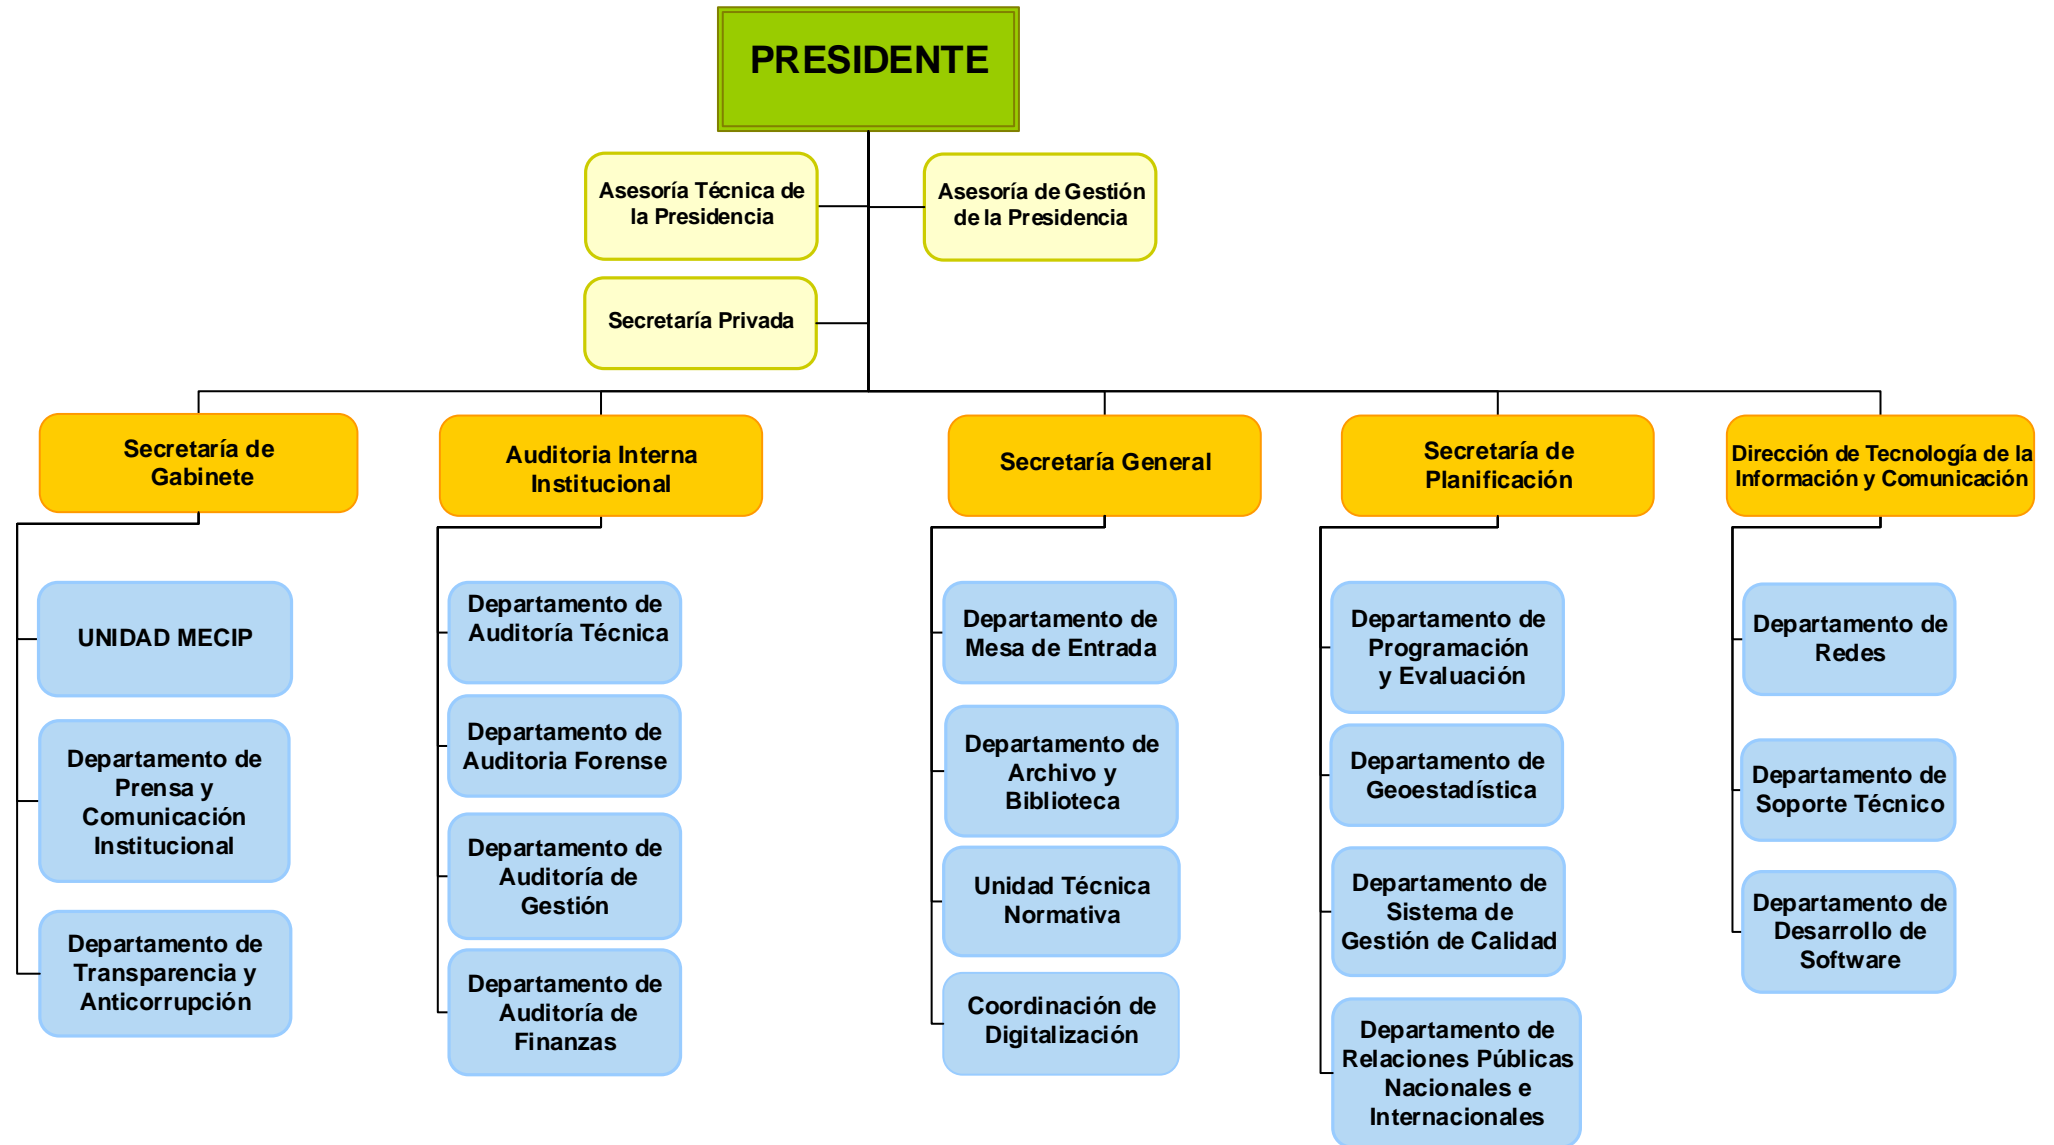 PRESIDENTE
Asesoría Técnica de
la Presidencia
Asesoría de Gestión
de la Presidencia
Secretaría Privada
Secretaría de
Gabinete
Auditoria Interna
Institucional
Secretaría General
Secretaría de
Planificación
Dirección de Tecnología de la
Información y Comunicación
UNIDAD MECIP
Departamento de
Prensa y
Comunicación
Institucional
Departamento de
Transparencia y
Anticorrupción
Departamento de
Auditoría Técnica
Departamento de
Auditoria Forense
Departamento de
Auditoría de
Gestión
Departamento de
Auditoría de
Finanzas
Departamento de
Mesa de Entrada
Departamento de
Archivo y
Biblioteca
Unidad Técnica
Normativa
Coordinación de
Digitalización
Departamento de
Programación
y Evaluación
Departamento de
Geoestadística
Departamento de
Sistema de
Gestión de Calidad
Departamento de
Relaciones Públicas
Nacionales e
Internacionales
Departamento de
Redes
Departamento de
Soporte Técnico
Departamento de
Desarrollo de
Software